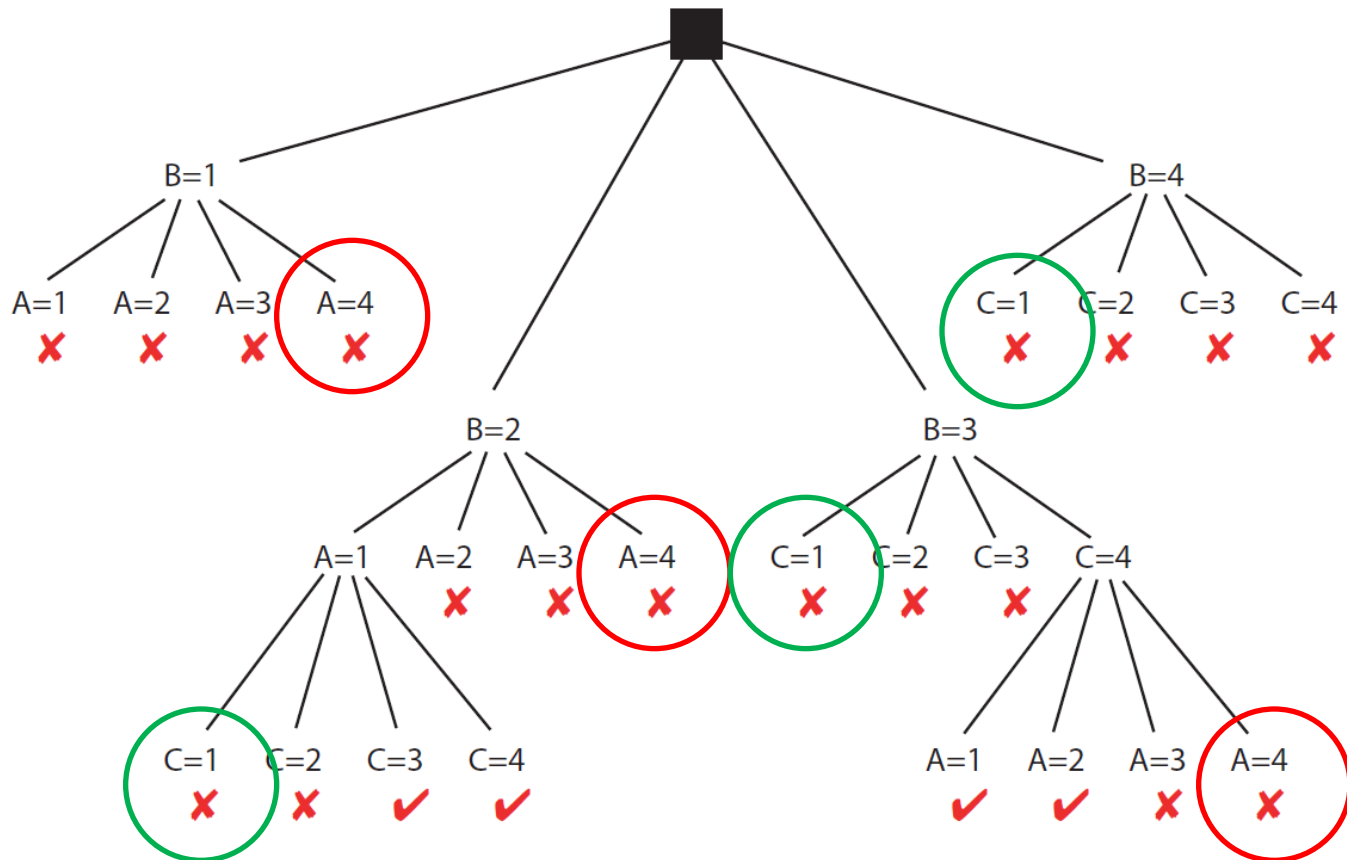 B=1
B=4
A=1 A=2 A=3 A=4
C=1 C=2 C=3 C=4
B=2
B=3
A=1 A=2 A=3 A=4
C=1 C=2 C=3 C=4
C=1 C=2 C=3 C=4
A=1 A=2 A=3 A=4